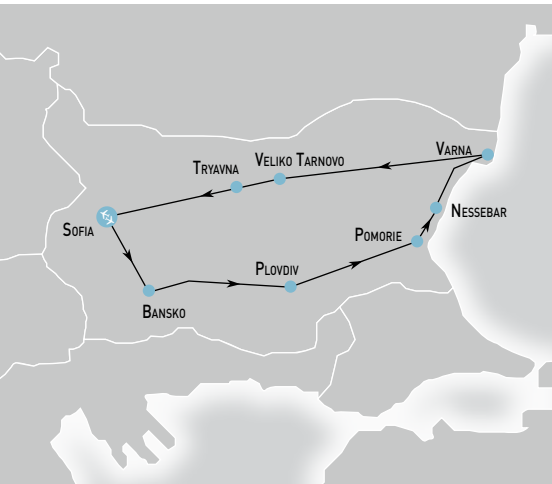 Varna
Veliko Tarnovo
Tryavna
Nessebar
Sofia
Pomorie
Plovdiv
Bansko